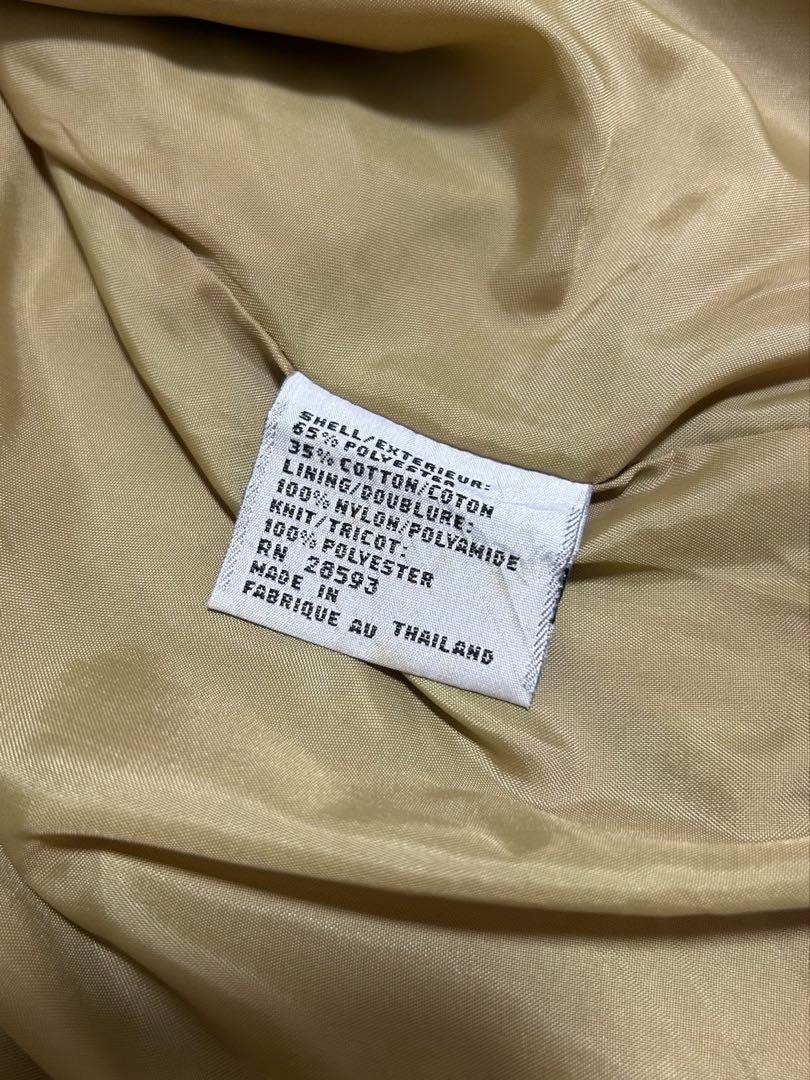 SHELL/EXTERIEUR:
65% POLYESTER
35% COTTON/COTON
LINING/DOUBLURE:
100% NYLON/POLYAMIDE
KNIT/TRICOT:
100% POLYESTER
RN 28593
MADE IN
FABRIQUE AU THAILAND